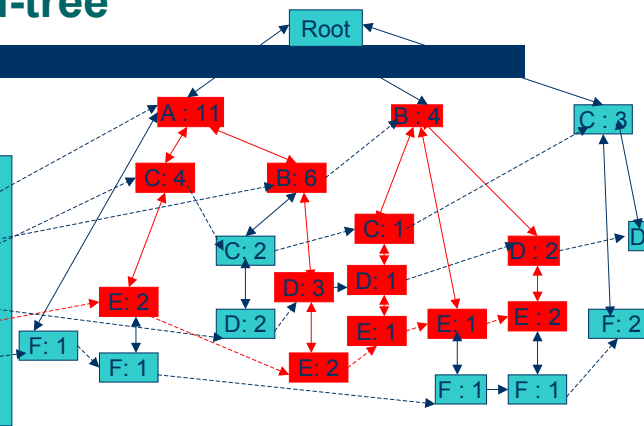 -tree
Root
A : 11
B : 4
C : 3
C: 4
B: 6
C: 2
C: 1
D : 2
D
D: 3
D: 1
E: 2
D: 2
E: 1
E: 1
E : 2
F: 2
F: 1
F: 1
E: 2
F : 1
F : 1